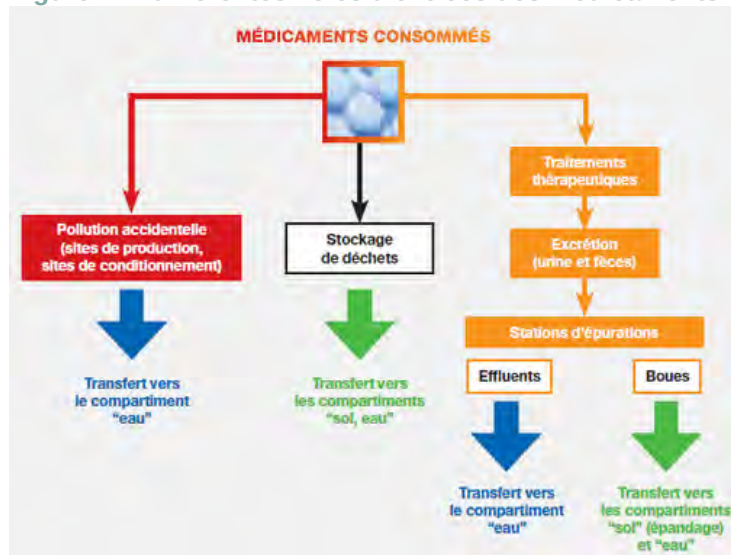 MÉDICAMENTS CONSOMMÉS
Traitements
thérapeutiques
Pollution accidentelle
(sites de production,
sites de conditionnement)
Stockage
de déchets
Excrétion
(urine et fèces)
Stations d'épurations
Effluents
Boues
Transfert vers
le compartiment
"eau"
Transfert vers
les compartiments
"sol, eau"
Transfert vers
le compartiment
"eau"
Transfert vers
les compartiments
"sol" (épandage)
et "eau"